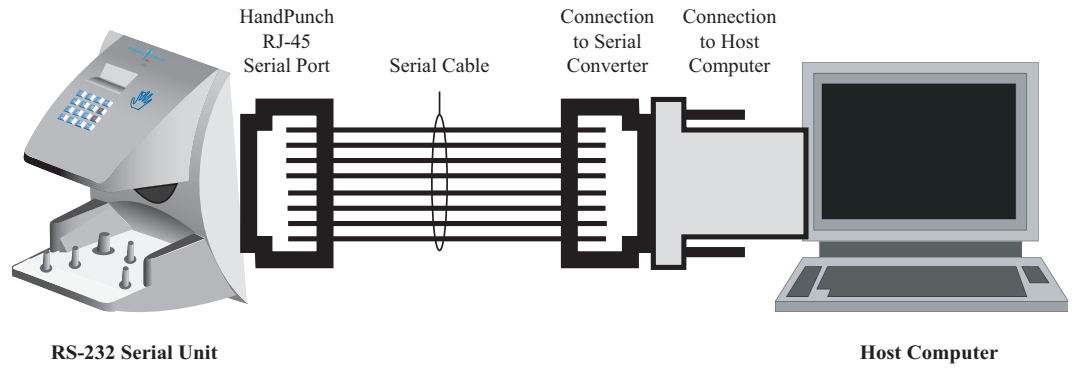 HandPunch
RJ-45
Serial Port
Serial Cable
Connection
to Serial
Converter
Connection
to Host
Computer
RS-232 Serial Unit
Host Computer